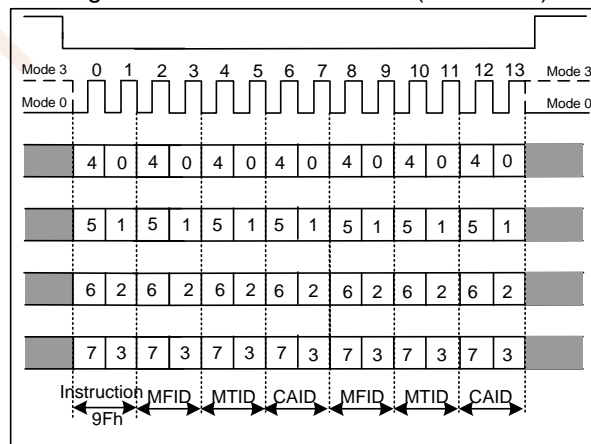 Mode 3 0 1 2 3 4 5 6 7 8 9 10 11 12 13 Mode 3
Mode 0 Mode 0
4 0 4 0 4 0 4 0 4 0 4 0 4 0
5 1 5 1 5 1 5 1 5 1 5 1 5 1
6 2 6 2 6 2 6 2 6 2 6 2 6 2
7 3 7 3 7 3 7 3 7 3 7 3 7 3
Instruction MFID MTID CAID MFID MTID CAID
9Fh